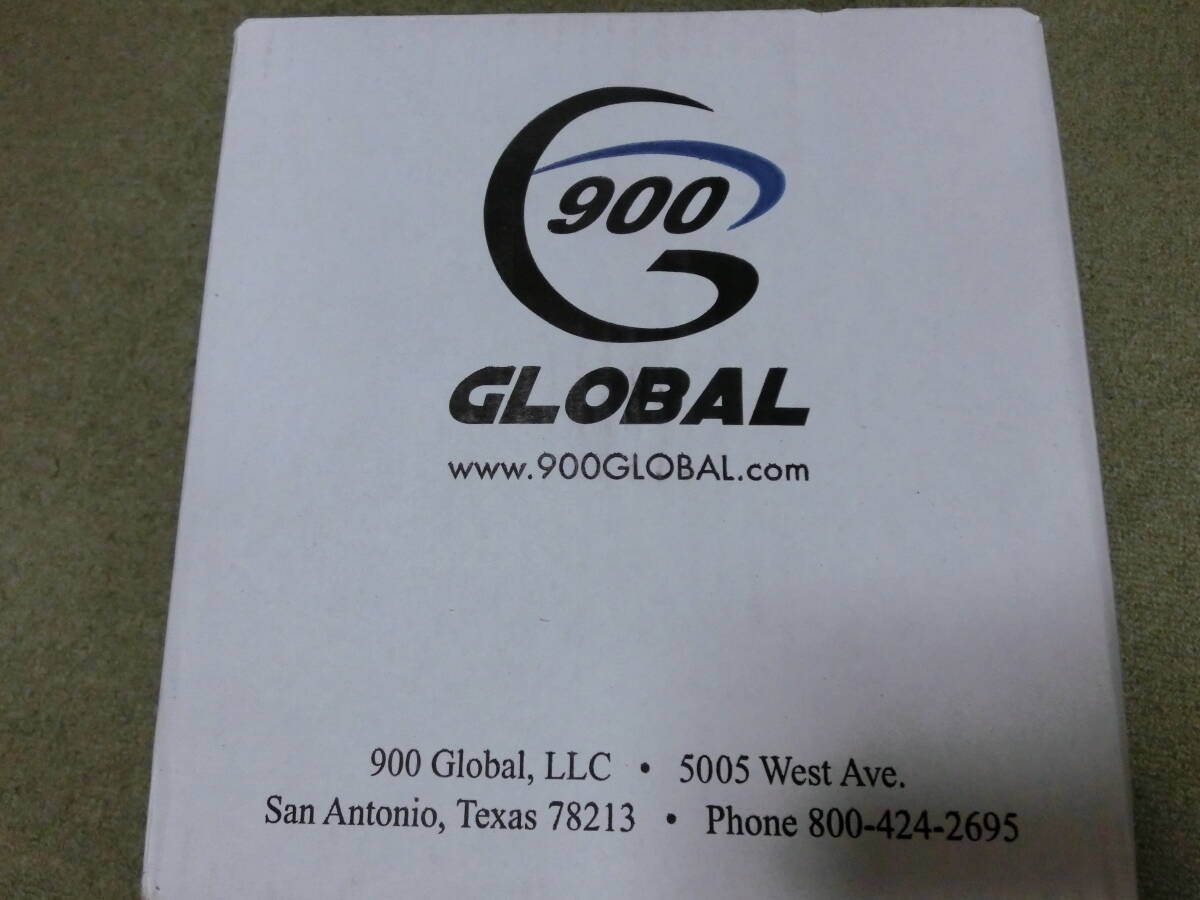 900
GLOBAL
www.900GLOBAL.com
900 Global, LLC • 5005 West Ave.
San Antonio, Texas 78213 • Phone 800-424-2695